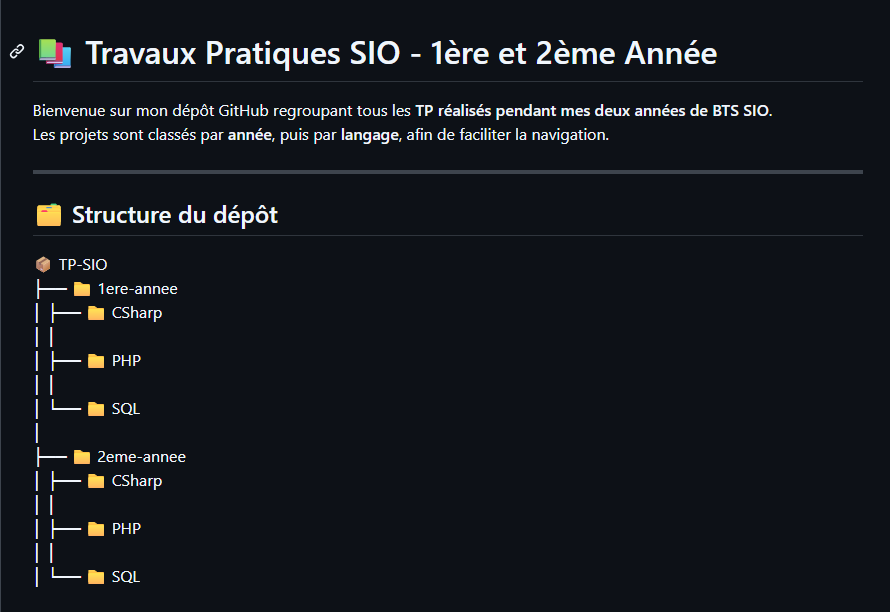 Travaux Pratiques SIO - 1ère et 2ème Année
Bienvenue sur mon dépôt GitHub regroupant tous les TP réalisés pendant mes deux années de BTS SIO.
Les projets sont classés par année, puis par langage, afin de faciliter la navigation.
Structure du dépôt
TP-SIO
├── 1ere-annee
│ ├── CSharp
│ │
│ ├── PHP
│ │
│ └── SQL
│
├── 2eme-annee
│ ├── CSharp
│ │
│ ├── PHP
│ │
│ └── SQL